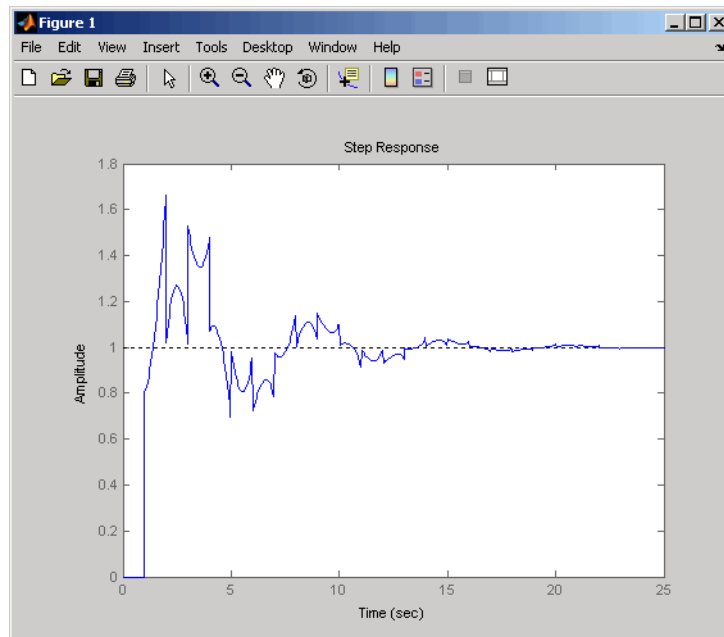 Figure 1
File Edit View Insert Tools Desktop Window Help
Step Response
1.8
1.6
1.4
1.2
1
0.8
0.6
0.4
0.2
0
Amplitude
0 5 10 15 20 25
Time (sec)